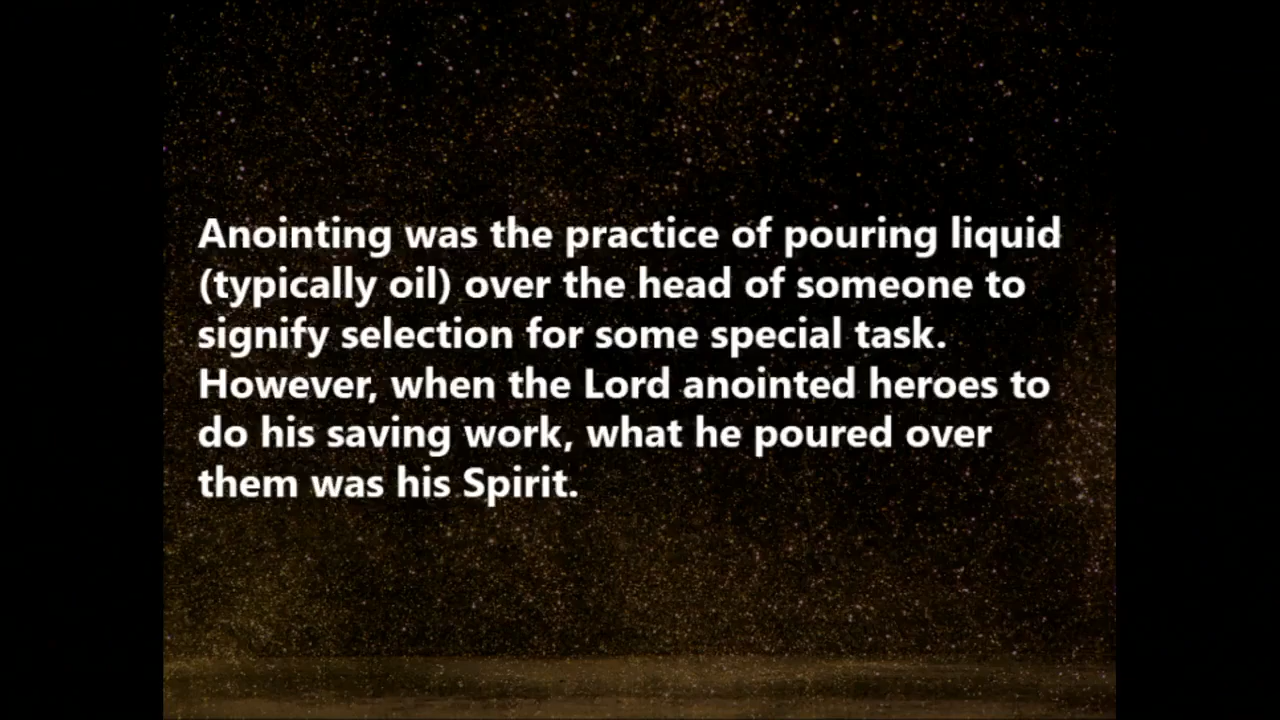 Anointing was the practice of pouring liquid
(typically oil) over the head of someone to
signify selection for some special task.
However, when the Lord anointed heroes to
do his saving work, what he poured over
them was his Spirit.